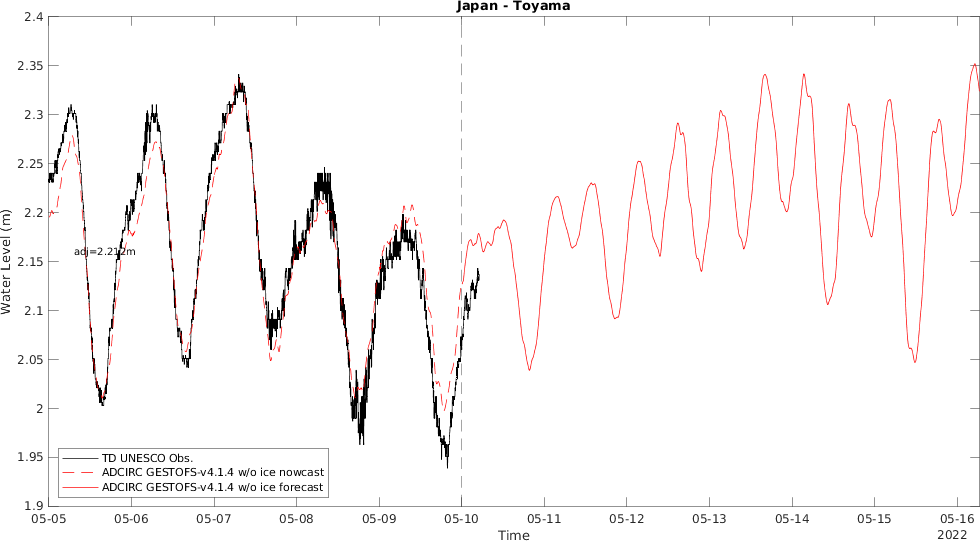 Japan - Toyama
2.4
2.35
2.3
2.25
2.2
2.15
2.1
2.05
2
1.95
1.9
Water Level (m)
adj=2.212m
TD UNESCO Obs.
ADCIRC GESTOFS-v4.1.4 w/o ice nowcast
ADCIRC GESTOFS-v4.1.4 w/o ice forecast
05-05 05-06 05-07 05-08 05-09 05-10 05-11 05-12 05-13 05-14 05-15 05-16
Time
2022